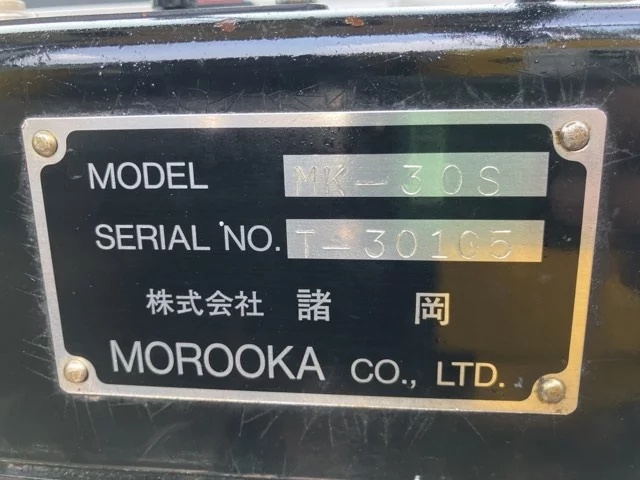 MODEL MK-30S
SERIAL NO. T-30105
株式会社 諸 岡
MOROOKA CO., LTD.